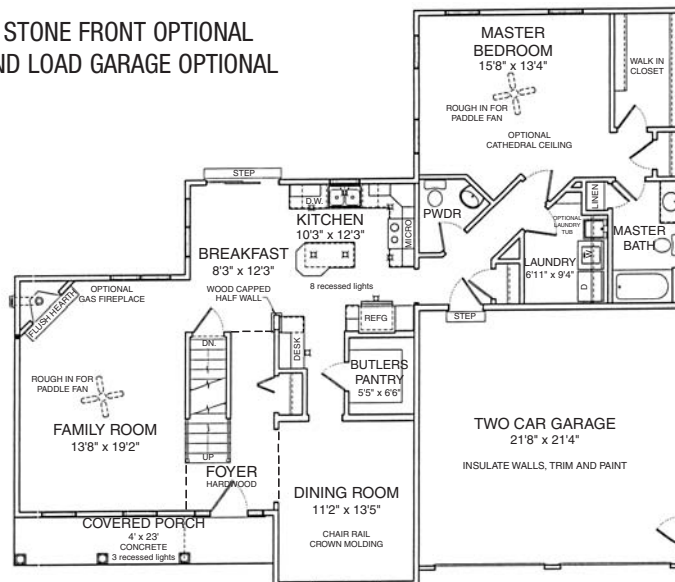 STONE FRONT OPTIONAL
ND LOAD GARAGE OPTIONAL
MASTER
BEDROOM
15'8" x 13'4"
WALK IN
CLOSET
ROUGH IN FOR
PADDLE FAN
OPTIONAL
CATHEDRAL CEILING
STEP
D.W.
KITCHEN
10'3" x 12'3"
MICRO
PWDR
LINEN
OPTIONAL
LAUNDRY
TUB
MASTER
BATH
BREAKFAST
8'3" x 12'3"
8 recessed lights
LAUNDRY
6'11" x 9'4"
W
D
OPTIONAL
GAS FIREPLACE
FLUSH HEARTH
WOOD CAPPED
HALF WALL
REFG
STEP
DN.
DESK
BUTLERS
PANTRY
5'5" x 6'6"
ROUGH IN FOR
PADDLE FAN
FAMILY ROOM
13'8" x 19'2"
UP
FOYER
HARDWOOD
TWO CAR GARAGE
21'8" x 21'4"
INSULATE WALLS, TRIM AND PAINT
DINING ROOM
11'2" x 13'5"
CHAIR RAIL
CROWN MOLDING
COVERED PORCH
4' x 23'
CONCRETE
3 recessed lights